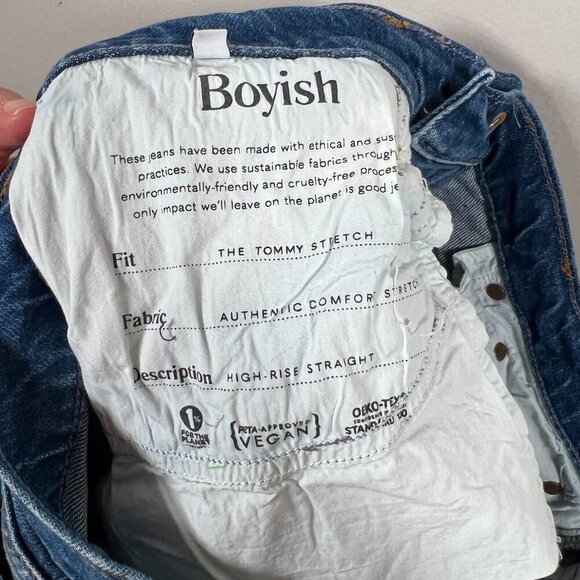 Boyish
These jeans have been made with ethical and sus
practices. We use sustainable fabrics through
environmentally-friendly and cruelty-free proces
only impact we'll leave on the planet is good je
Fit THE TOMMY STRETCH
Fabric AUTHENTIC COMFORT STRETCH
Description HIGH-RISE STRAIGHT
1%
FOR THE
PLANET
PETA-APPROVED
VEGAN
OEKO-TEX
STANDARD 100